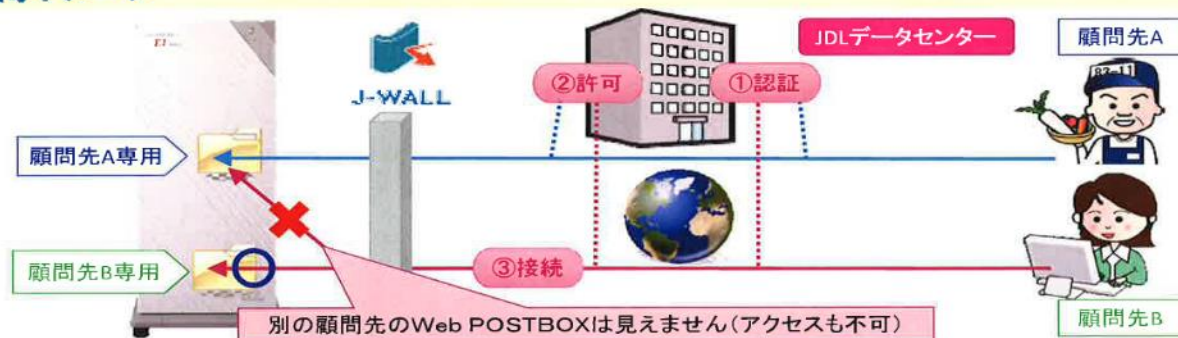 J-WALL
②許可
①認証
JDLデータセンター
顧問先A
顧問先A専用
顧問先B専用
③接続
別の顧問先のWeb POSTBOXは見えません(アクセスも不可)
顧問先B